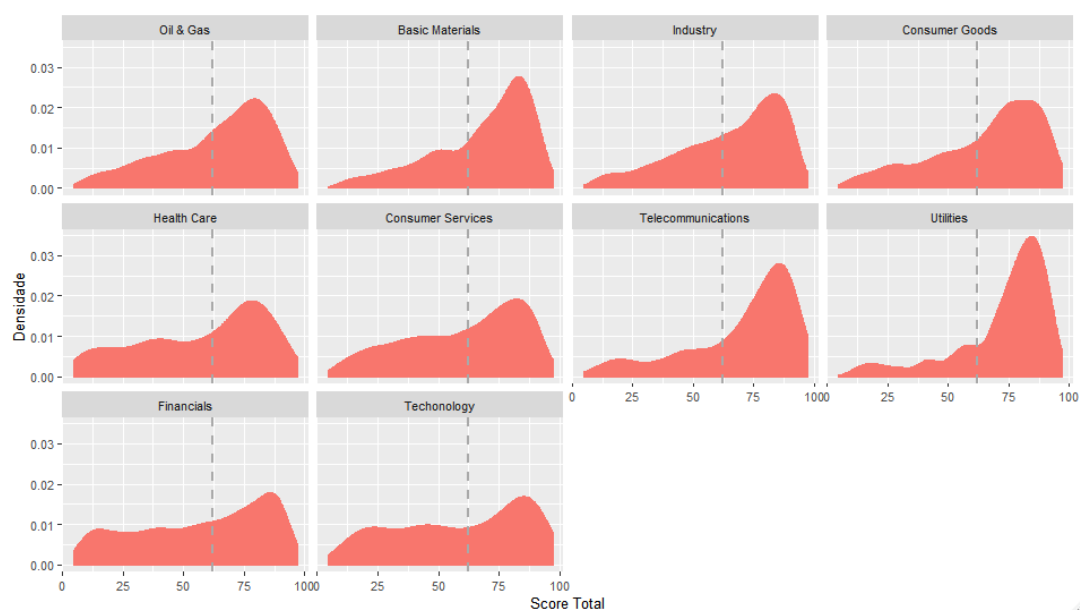 Oil & Gas
Basic Materials
Industry
Consumer Goods
0.03
0.02
0.01
0.00
Health Care
Consumer Services
Telecommunications
Utilities
0.03
0.02
0.01
0.00
0 25 50 75 100
0 25 50 75 100
Financials
Techonology
0.03
0.02
0.01
0.00
0 25 50 75 100
0 25 50 75 100
Densidade
Score Total